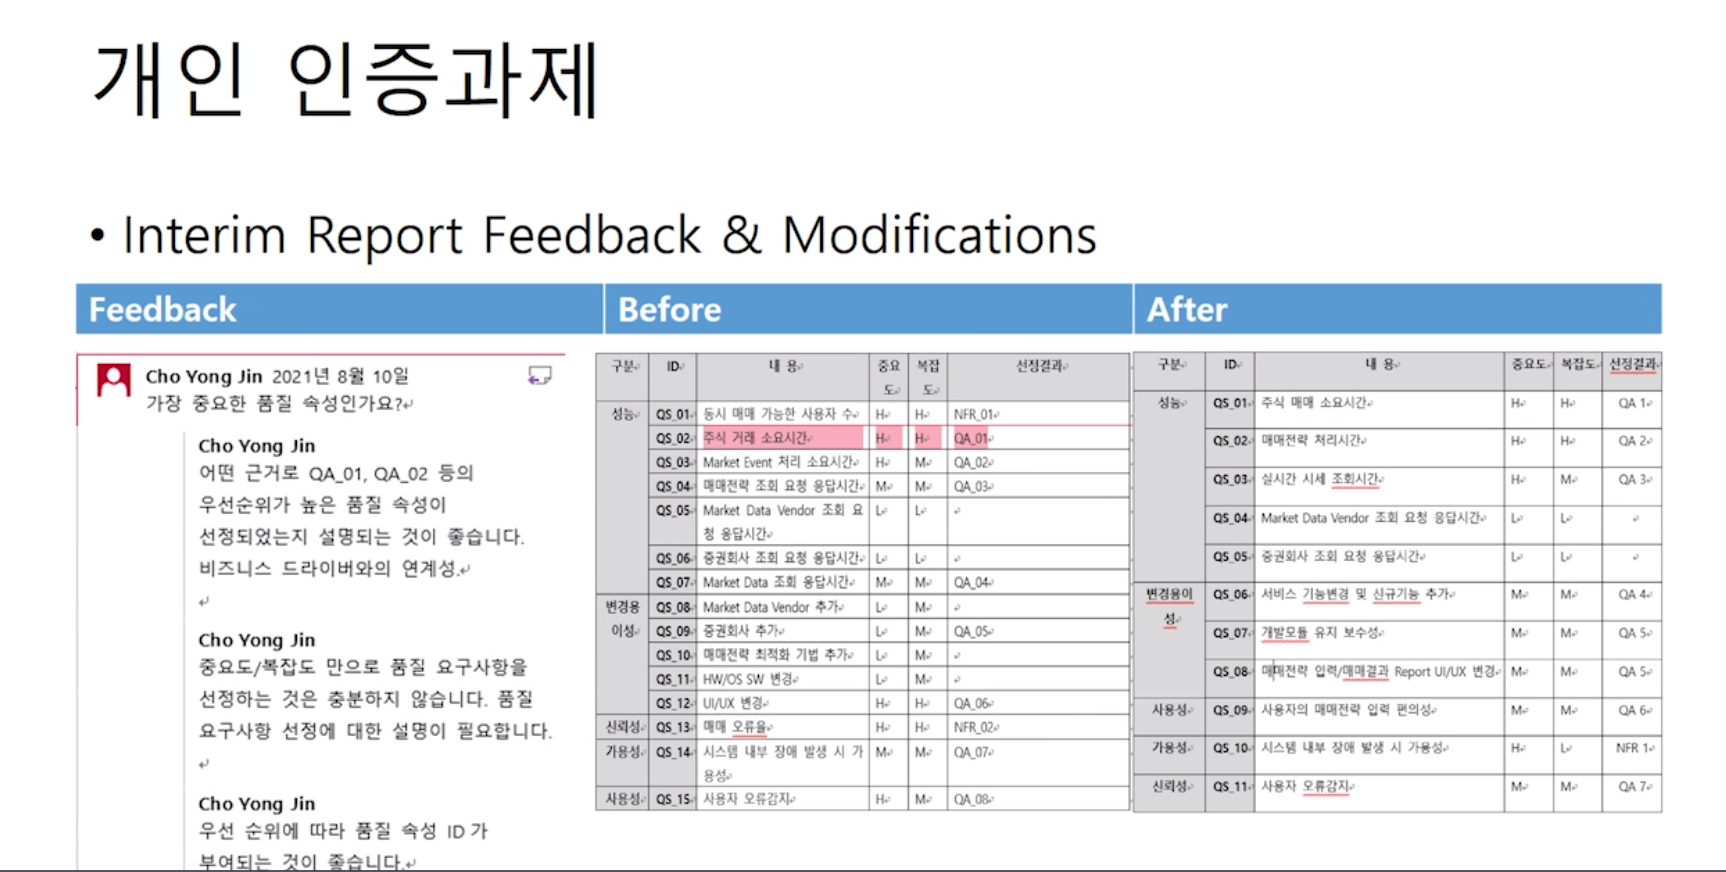 개인 인증과제
• Interim Report Feedback & Modifications
Feedback Before After
Cho Yong Jin 2021년 8월 10일
가장 중요한 품질 속성인가요?
Cho Yong Jin
어떤 근거로 QA_01, QA_02 등의
우선순위가 높은 품질 속성이
선정되었는지 설명되는 것이 좋습니다.
비즈니스 드라이버와의 연계성.
Cho Yong Jin
중요도/복잡도 만으로 품질 요구사항을
선정하는 것은 충분하지 않습니다. 품질
요구사항 선정에 대한 설명이 필요합니다.
Cho Yong Jin
우선 순위에 따라 품질 속성 ID 가
부여되는 것이 좋습니다.
구분 ID 내 용 중요 복잡 선정결과
도 도
성능 QS_01 동시 매매 가능한 사용자 수 H H NFR_01
QS_02 주식 거래 소요시간 H H QA_01
QS_03 Market Event 처리 소요시간 H M QA_02
QS_04 매매전략 조회 요청 응답시간 M M QA_03
QS_05 Market Data Vendor 조회 요 L L
청 응답시간
QS_06 증권회사 조회 요청 응답시간 L L
QS_07 Market Data 조회 응답시간 M M QA_04
변경용 QS_08 Market Data Vendor 추가 L M
이성 QS_09 증권회사 추가 L M QA_05
QS_10 매매전략 최적화 기법 추가 L M
QS_11 HW/OS SW 변경 L M
QS_12 UI/UX 변경 H H QA_06
신뢰성 QS_13 매매 오류율 H H NFR_02
가용성 QS_14 시스템 내부 장애 발생 시 가 M M QA_07
용성
사용성 QS_15 사용자 오류감지 H M QA_08
구분 ID 내 용 중요도 복잡도 선정결과
성능 QS_01 주식 매매 소요시간 H H QA 1
QS_02 매매전략 처리시간 H H QA 2
QS_03 실시간 시세 조회시간 H M QA 3
QS_04 Market Data Vendor 조회 요청 응답시간 L L
QS_05 증권회사 조회 요청 응답시간 L L
변경용이 QS_06 서비스 기능변경 및 신규기능 추가 M M QA 4
성
QS_07 개발모듈 유지 보수성 M M QA 5
QS_08 매매전략 입력/매매결과 Report UI/UX 변경 M M QA 5
사용성 QS_09 사용자의 매매전략 입력 편의성 M M QA 6
가용성 QS_10 시스템 내부 장애 발생 시 가용성 H L NFR 1
신뢰성 QS_11 사용자 오류감지 M M QA 7